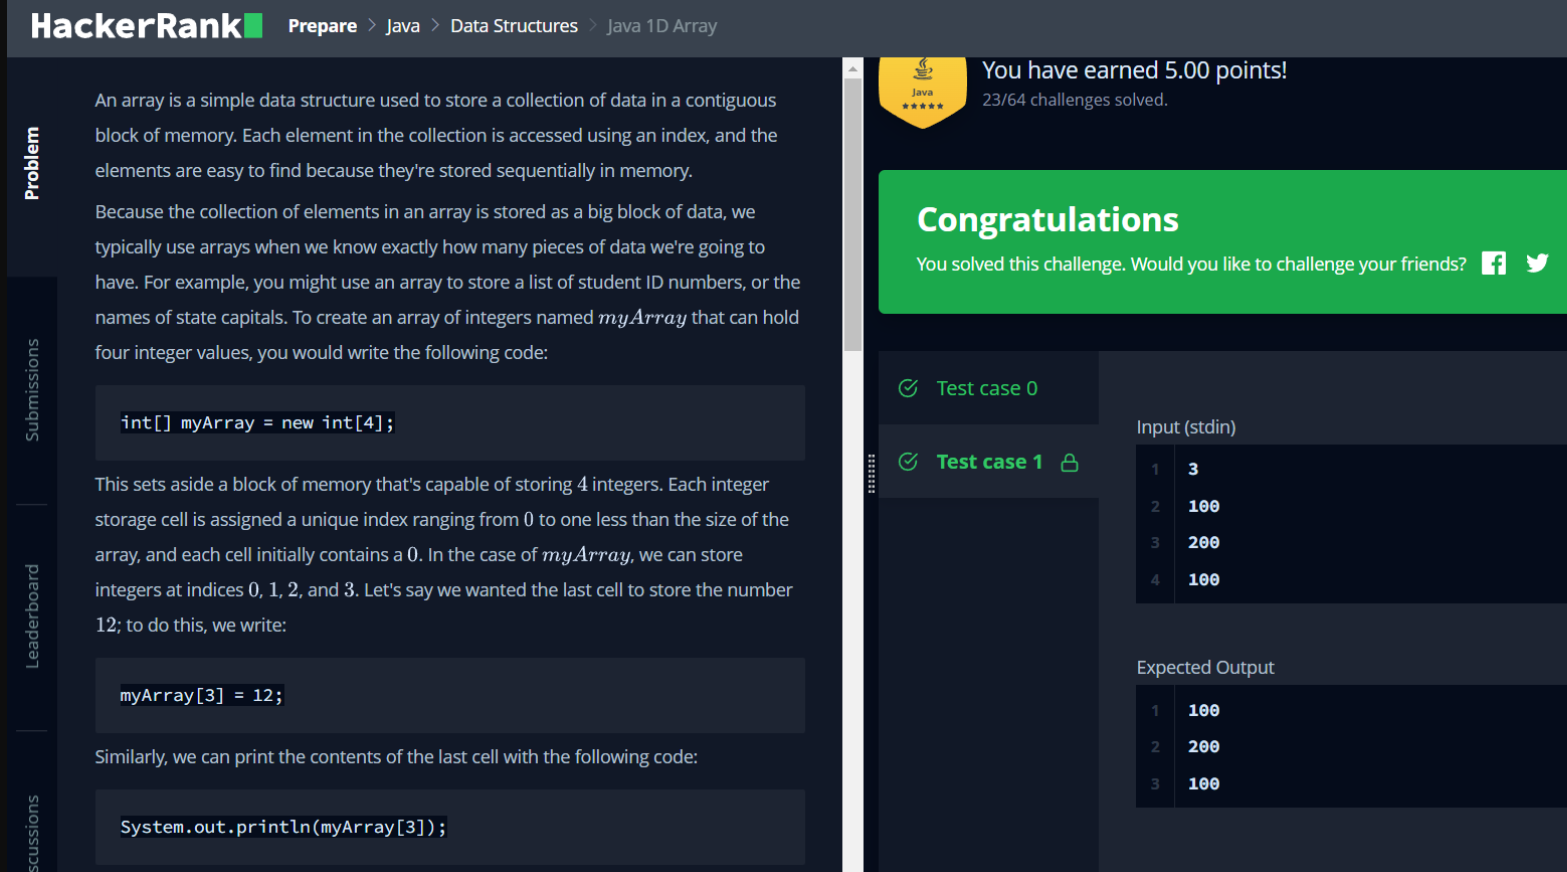 HackerRank
Prepare > Java > Data Structures > Java 1D Array
Problem
Submissions
Leaderboard
scussions
An array is a simple data structure used to store a collection of data in a contiguous
block of memory. Each element in the collection is accessed using an index, and the
elements are easy to find because they're stored sequentially in memory.
Because the collection of elements in an array is stored as a big block of data, we
typically use arrays when we know exactly how many pieces of data we're going to
have. For example, you might use an array to store a list of student ID numbers, or the
names of state capitals. To create an array of integers named myArray that can hold
four integer values, you would write the following code:
int[] myArray = new int[4];
This sets aside a block of memory that's capable of storing 4 integers. Each integer
storage cell is assigned a unique index ranging from 0 to one less than the size of the
array, and each cell initially contains a 0. In the case of myArray, we can store
integers at indices 0, 1, 2, and 3. Let's say we wanted the last cell to store the number
12; to do this, we write:
myArray[3] = 12;
Similarly, we can print the contents of the last cell with the following code:
System.out.println(myArray[3]);
Java
You have earned 5.00 points!
23/64 challenges solved.
Congratulations
You solved this challenge. Would you like to challenge your friends?
Test case 0
Test case 1
Input (stdin)
1 3
2 100
3 200
4 100
Expected Output
1 100
2 200
3 100